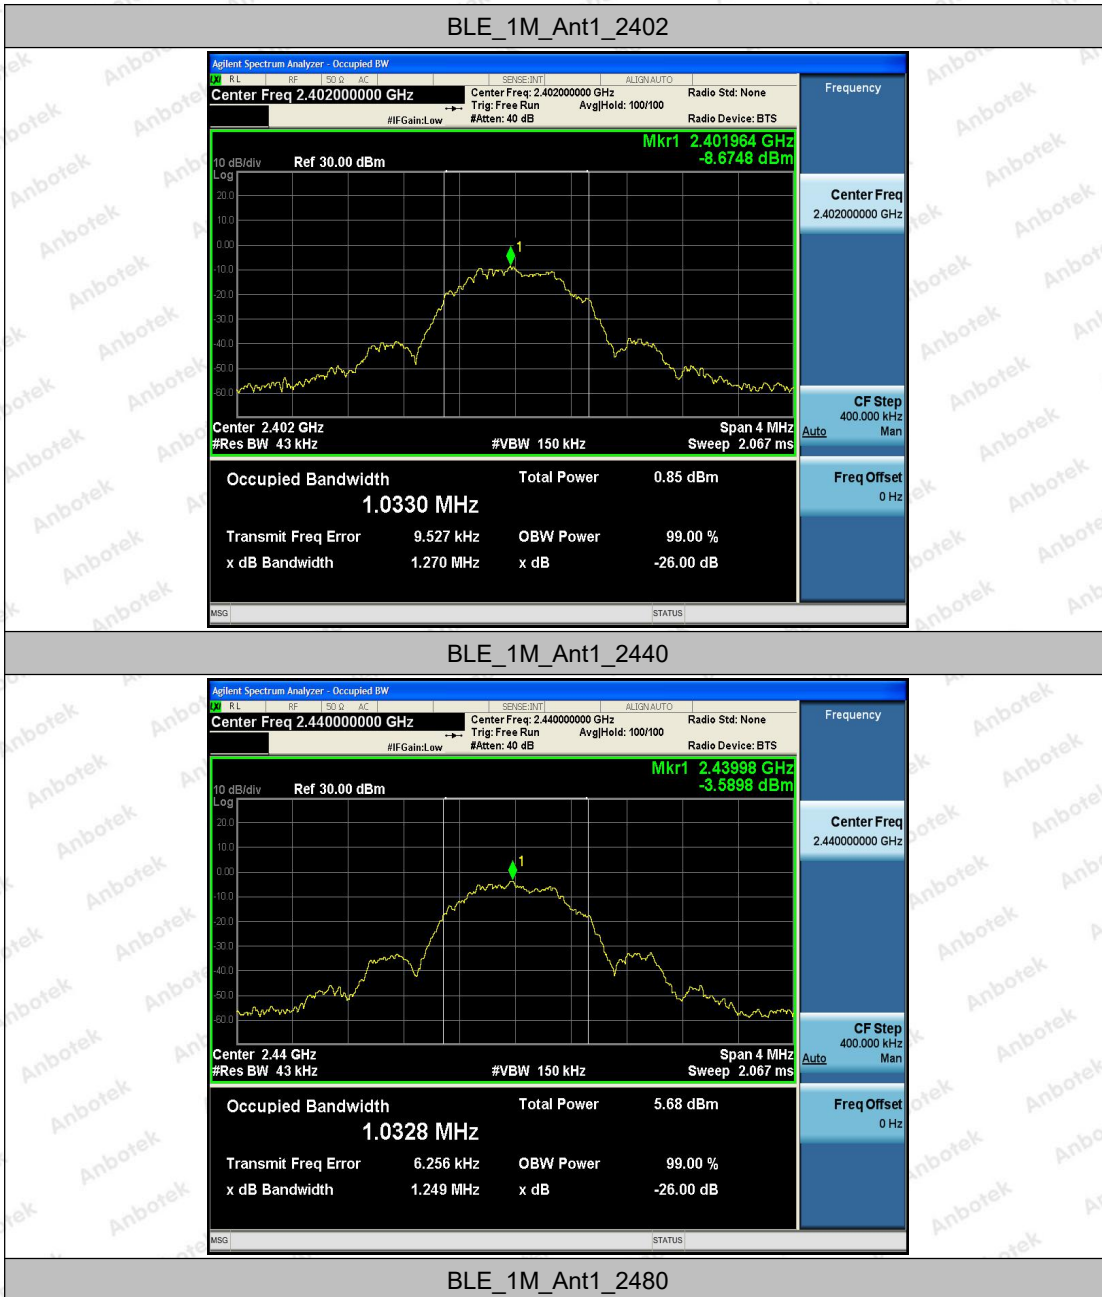 BLE_1M_Ant1_2402
Agilent Spectrum Analyzer - Occupied BW
LXI RL RF 50 Ω AC SENSE:INT ALIGN AUTO
Center Freq 2.402000000 GHz
Center Freq: 2.402000000 GHz Radio Std: None
Trig: Free Run Avg|Hold: 100/100
#IFGain:Low #Atten: 40 dB Radio Device: BTS
Mkr1 2.401964 GHz
-8.6748 dBm
10 dB/div Ref 30.00 dBm
Log
20.0
10.0
0.00
-10.0
-20.0
-30.0
-40.0
-50.0
-60.0
1
Center 2.402 GHz Span 4 MHz
#Res BW 43 kHz #VBW 150 kHz Sweep 2.067 ms
Occupied Bandwidth Total Power 0.85 dBm
1.0330 MHz
Transmit Freq Error 9.527 kHz OBW Power 99.00 %
x dB Bandwidth 1.270 MHz x dB -26.00 dB
MSG STATUS
Frequency
Center Freq
2.402000000 GHz
CF Step
400.000 kHz
Auto Man
Freq Offset
0 Hz
BLE_1M_Ant1_2440
Agilent Spectrum Analyzer - Occupied BW
LXI RL RF 50 Ω AC SENSE:INT ALIGN AUTO
Center Freq 2.440000000 GHz
Center Freq: 2.440000000 GHz Radio Std: None
Trig: Free Run Avg|Hold: 100/100
#IFGain:Low #Atten: 40 dB Radio Device: BTS
Mkr1 2.43998 GHz
-3.5898 dBm
10 dB/div Ref 30.00 dBm
Log
20.0
10.0
0.00
-10.0
-20.0
-30.0
-40.0
-50.0
-60.0
1
Center 2.44 GHz Span 4 MHz
#Res BW 43 kHz #VBW 150 kHz Sweep 2.067 ms
Occupied Bandwidth Total Power 5.68 dBm
1.0328 MHz
Transmit Freq Error 6.256 kHz OBW Power 99.00 %
x dB Bandwidth 1.249 MHz x dB -26.00 dB
MSG STATUS
Frequency
Center Freq
2.440000000 GHz
CF Step
400.000 kHz
Auto Man
Freq Offset
0 Hz
BLE_1M_Ant1_2480